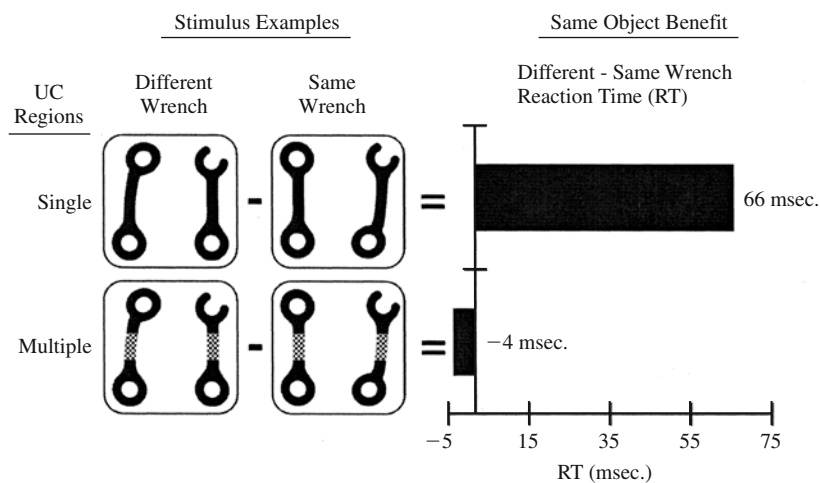 Stimulus Examples
Same Object Benefit
UC
Regions
Different
Wrench
Same
Wrench
Different - Same Wrench
Reaction Time (RT)
Single
-
=
66 msec.
Multiple
-
=
−4 msec.
−5 15 35 55 75
RT (msec.)